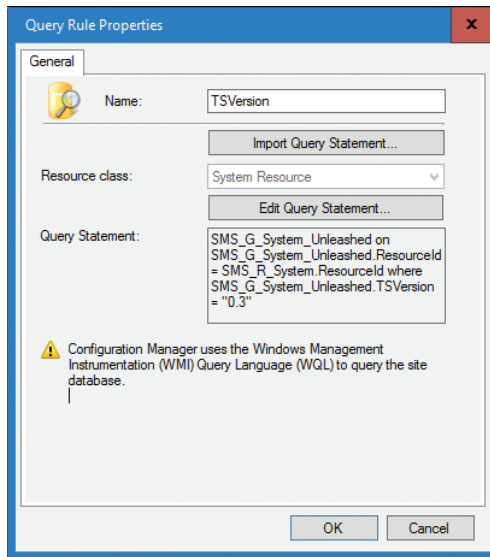 Query Rule Properties
x
General
Name:
TSVersion
Import Query Statement...
Resource class:
System Resource
Edit Query Statement...
Query Statement:
SMS_G_System_Unleashed on
SMS_G_System_Unleashed.ResourceId
= SMS_R_System.ResourceId where
SMS_G_System_Unleashed.TSVersion
= "0.3"
Configuration Manager uses the Windows Management
Instrumentation (WMI) Query Language (WQL) to query the site
database.
OK
Cancel